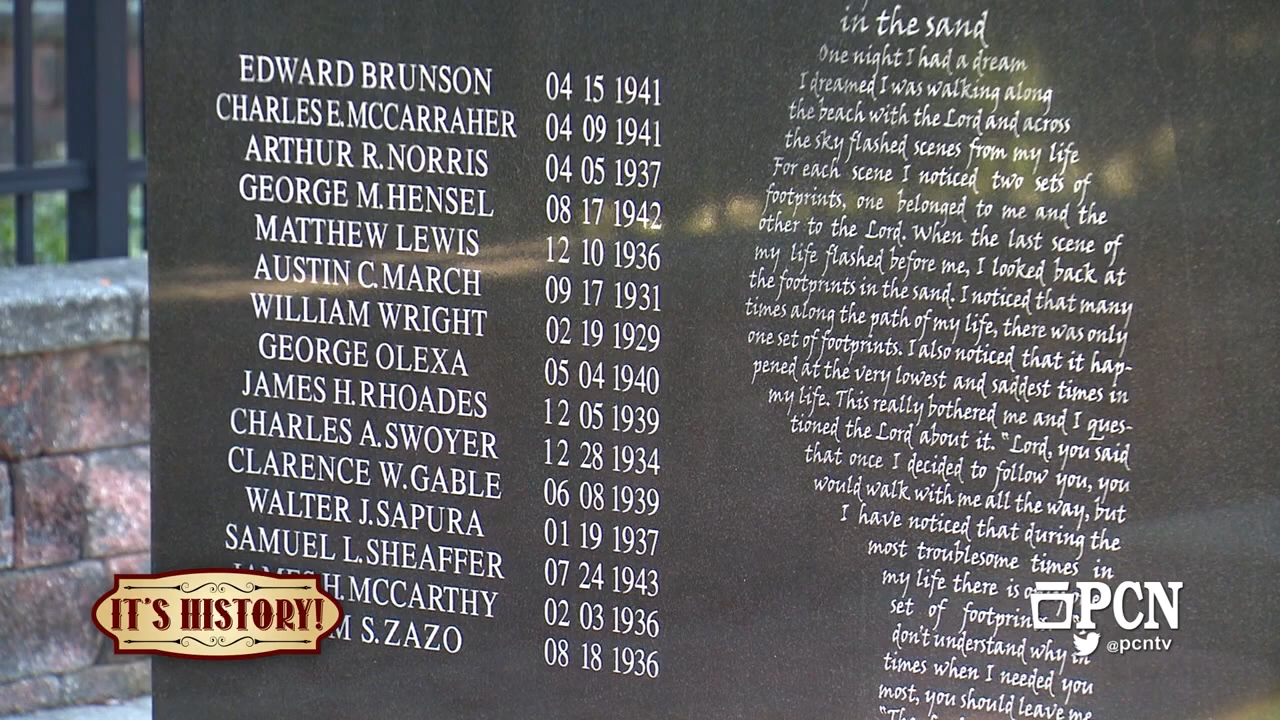 EDWARD BRUNSON 04 15 1941
CHARLES E. MCCARRAHER 04 09 1941
ARTHUR R. NORRIS 04 05 1937
GEORGE M. HENSEL 08 17 1942
MATTHEW LEWIS 12 10 1936
AUSTIN C. MARCH 09 17 1931
WILLIAM WRIGHT 02 19 1929
GEORGE OLEXA 05 04 1940
JAMES H. RHOADES 12 05 1939
CHARLES A. SWOYER 12 28 1934
CLARENCE W. GABLE 06 08 1939
WALTER J. SAPURA 01 19 1937
SAMUEL L. SHEAFFER 07 24 1943
JAMES H. MCCARTHY 02 03 1936
S. ZAZO 08 18 1936
in the sand
One night I had a dream
I dreamed I was walking along
the beach with the Lord and across
the sky flashed scenes from my life
For each scene I noticed two sets of
footprints, one belonged to me and the
other to the Lord. When the last scene of
my life flashed before me, I looked back at
the footprints in the sand. I noticed that many
times along the path of my life, there was only
one set of footprints. I also noticed that it hap-
pened at the very lowest and saddest times in
my life. This really bothered me and I ques-
tioned the Lord about it. "Lord, you said
that once I decided to follow you, you
would walk with me all the way, but
I have noticed that during the
most troublesome times in
my life there is
set of footprints
don't understand why in
times when I needed you
most, you should leave me
IT'S HISTORY!
PCN
@pcntv